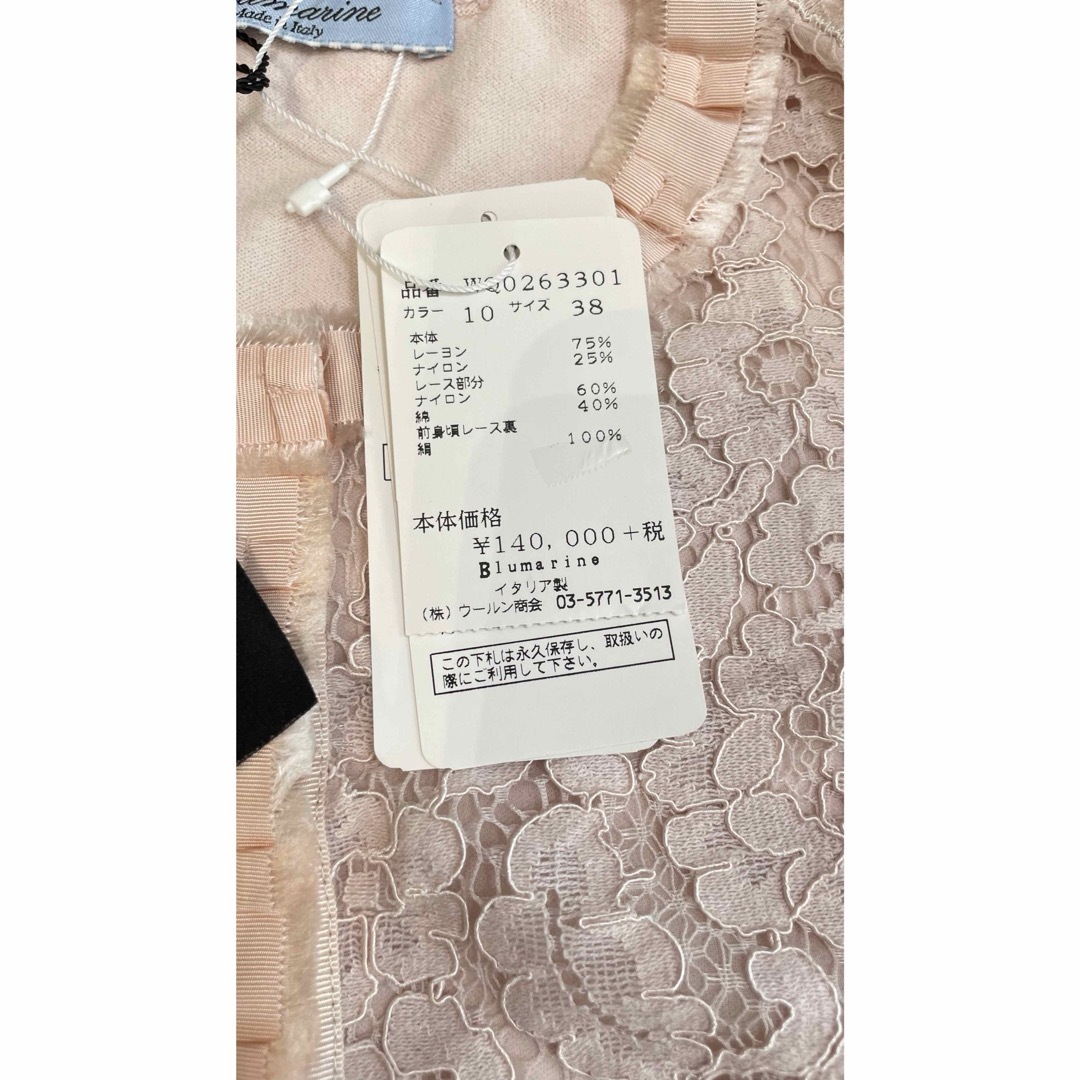 Made in Italy
品番 WQ0263301
カラー 10 サイズ 38
本体
レーヨン 75%
ナイロン 25%
レース部分
ナイロン 60%
綿 40%
前身頃レース裏
絹 100%
本体価格
¥140,000+税
Blumarine
イタリア製
(株)ウールン商会 03-5771-3513
この下札は永久保存し、取扱いの
際にご利用して下さい。